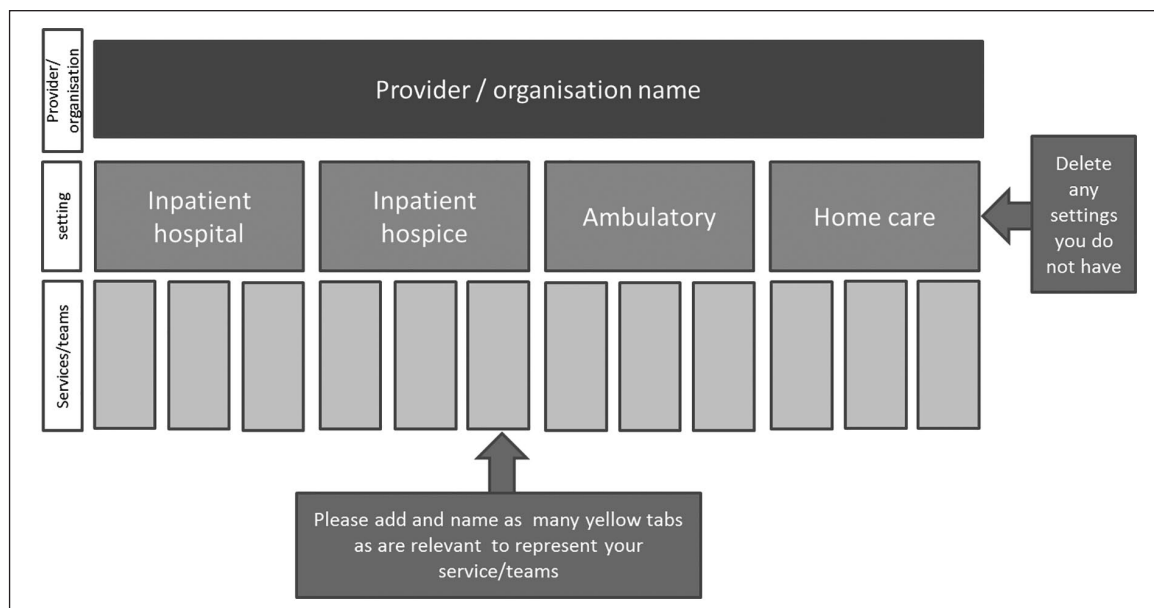 Provider/
organisation
Provider / organisation name
setting
Inpatient
hospital
Inpatient
hospice
Ambulatory
Home care
Delete
any
settings
you do
not have
Services/teams
Please add and name as many yellow tabs
as are relevant to represent your
service/teams